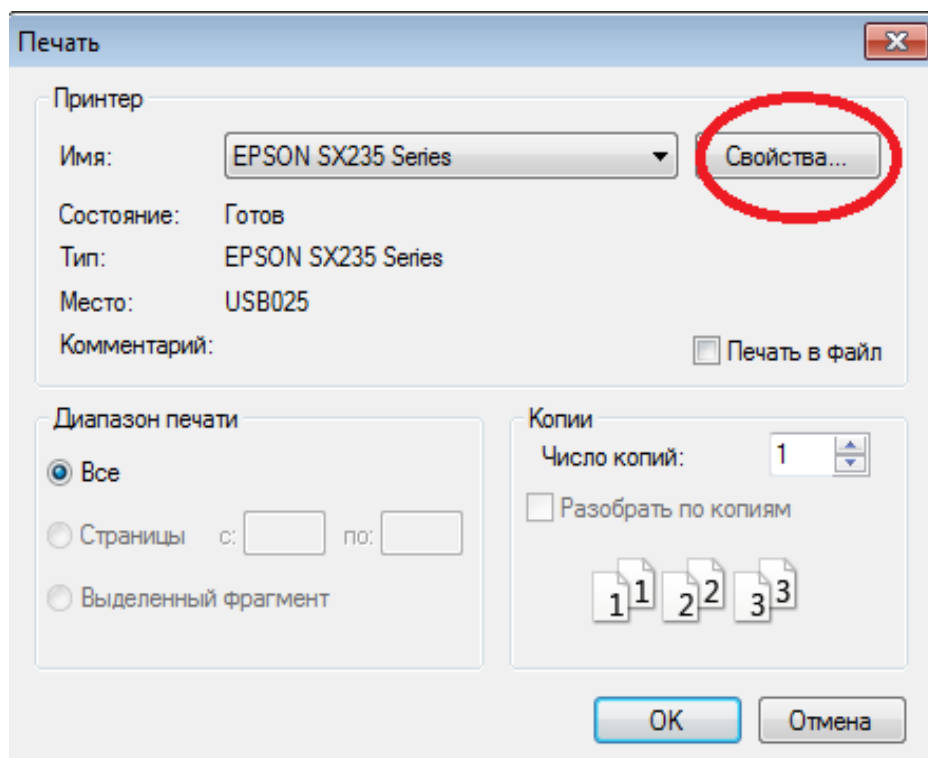 Печать
Принтер
Имя: EPSON SX235 Series Свойства...
Состояние: Готов
Тип: EPSON SX235 Series
Место: USB025
Комментарий: Печать в файл
Диапазон печати
Все
Страницы с: по:
Выделенный фрагмент
Копии
Число копий: 1
Разобрать по копиям
1 1 2 2 3 3
OK Отмена